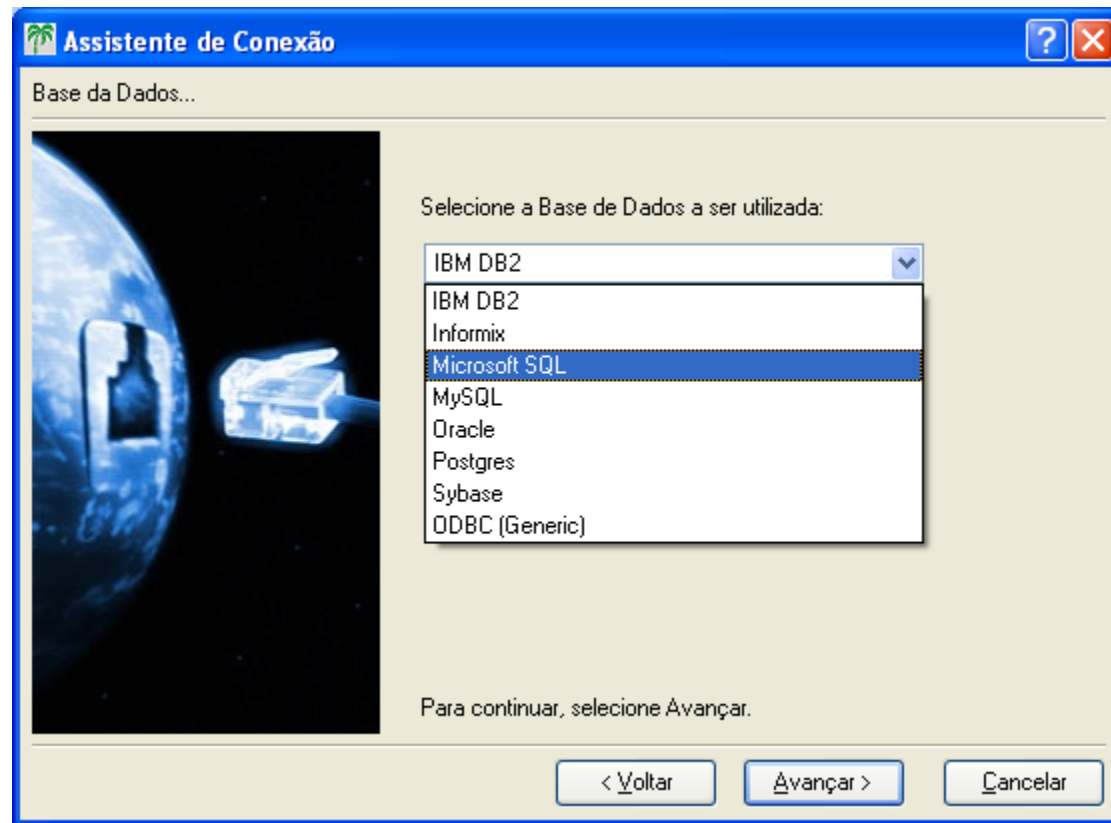 Assistente de Conexão
Base da Dados...
Selecione a Base de Dados a ser utilizada:
IBM DB2
IBM DB2
Informix
Microsoft SQL
MySQL
Oracle
Postgres
Sybase
ODBC (Generic)
Para continuar, selecione Avançar.
< Voltar Avançar > Cancelar